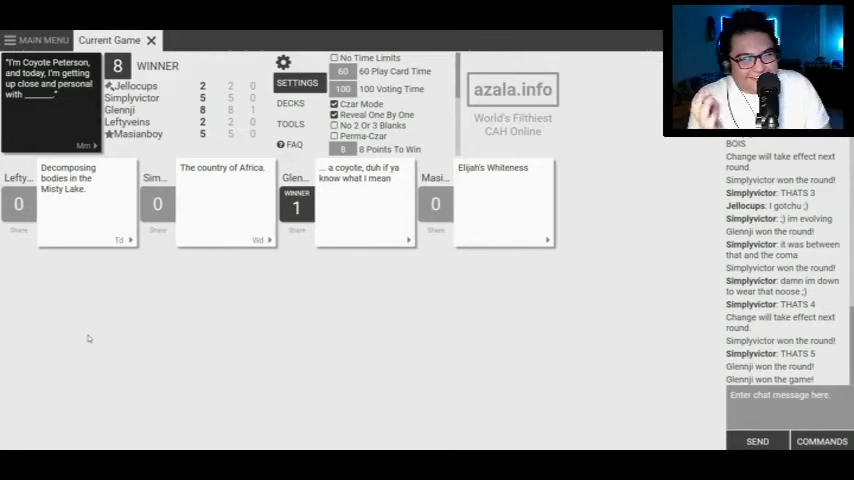 MAIN MENU
Current Game
"I'm Coyote Peterson,
and today, I'm getting
up close and personal
with ______."
Mm
8 WINNER
Jellocups 2 2 0
Simplyvictor 5 5 0
Glennji 8 8 1
Leftyveins 2 2 0
Masianboy 5 5 0
SETTINGS
DECKS
TOOLS
FAQ
No Time Limits
60 60 Play Card Time
100 100 Voting Time
Czar Mode
Reveal One By One
No 2 Or 3 Blanks
Perma-Czar
8 8 Points To Win
azala.info
World's Filthiest
CAH Online
Lefty...
0
Share
Decomposing
bodies in the
Misty Lake.
Td
Sim...
0
Share
The country of Africa.
Wd
Glen...
WINNER
1
Share
... a coyote, duh if ya
know what I mean
Masi...
0
Share
Elijah's Whiteness
BOIS
Change will take effect next
round.
Simplyvictor won the round!
Simplyvictor: THATS 3
Jellocups: I gotchu ;)
Simplyvictor: ;) im evolving
Glennji won the round!
Simplyvictor: it was between
that and the coma
Simplyvictor won the round!
Simplyvictor: damn im down
to wear that noose ;)
Simplyvictor: THATS 4
Change will take effect next
round.
Simplyvictor won the round!
Simplyvictor: THATS 5
Glennji won the round!
Glennji won the game!
Enter chat message here.
SEND
COMMANDS